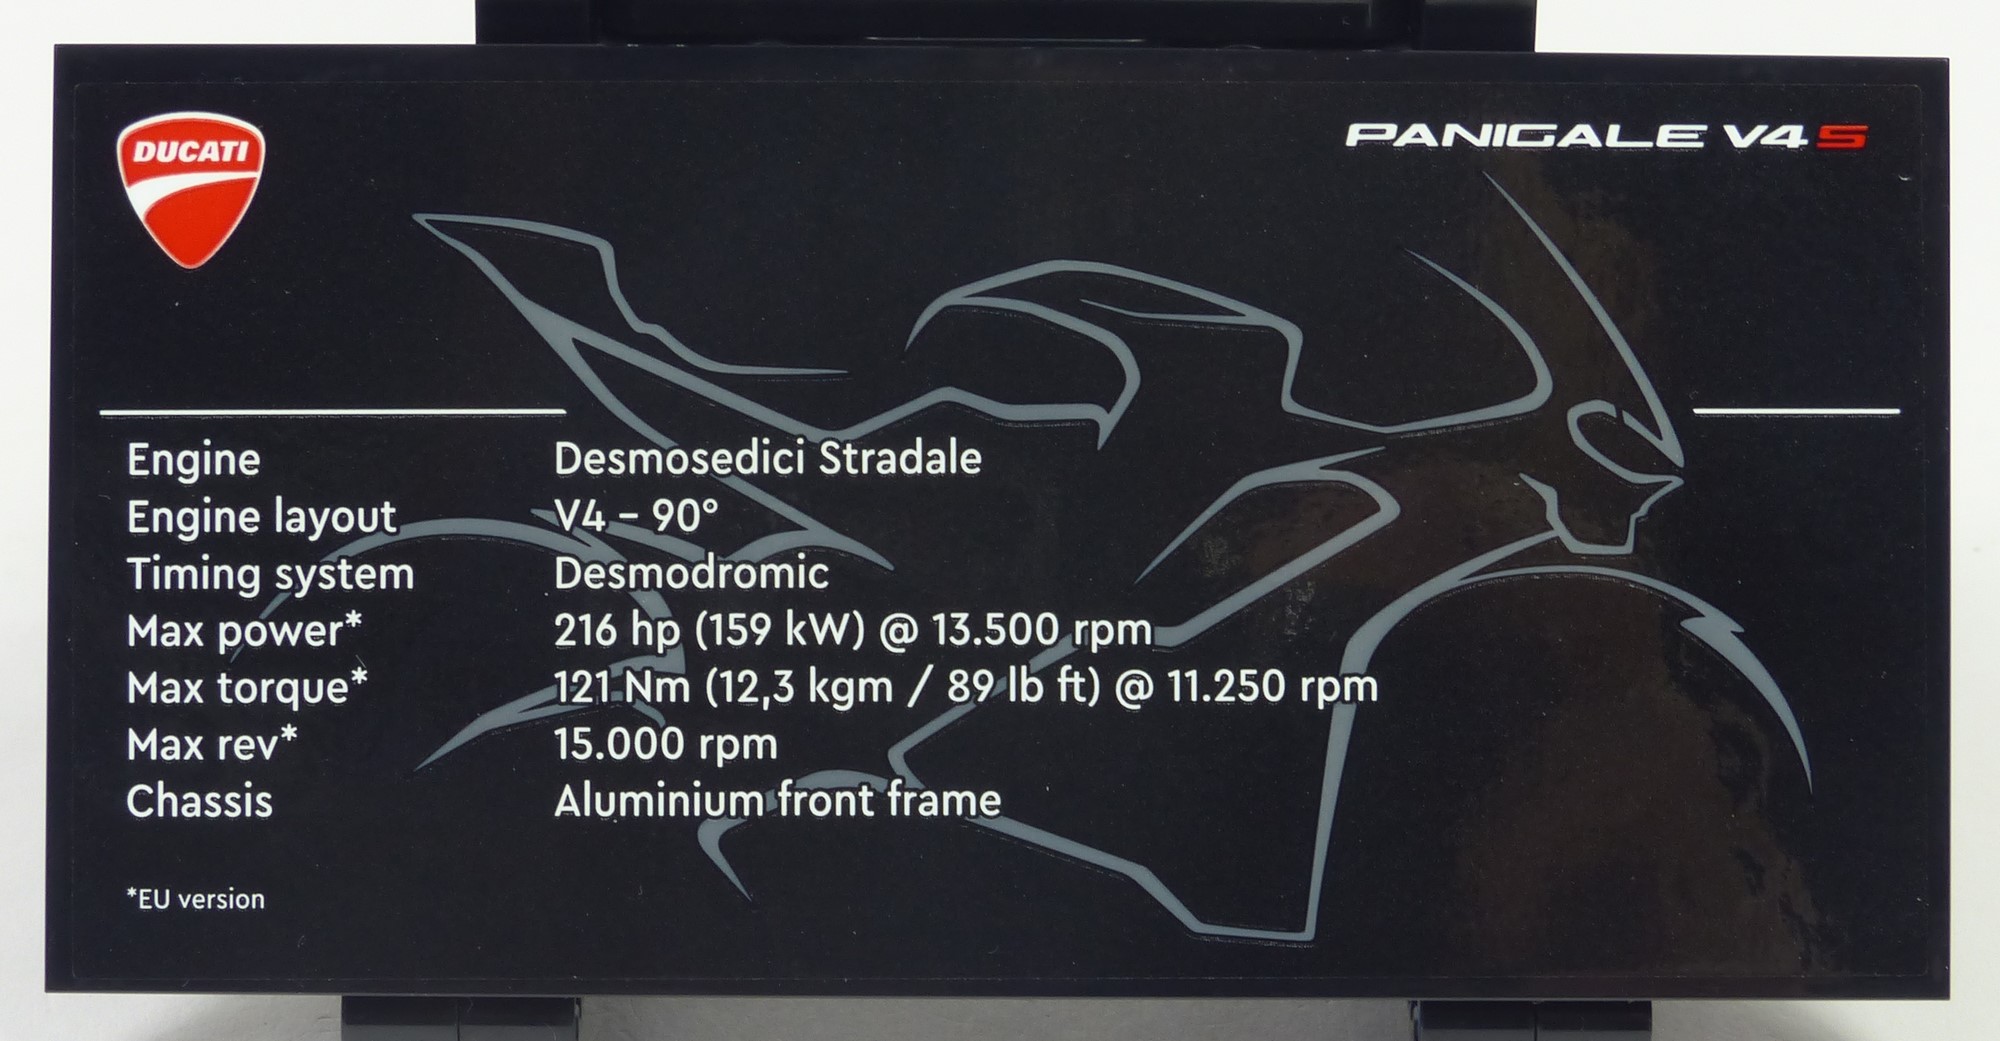 DUCATI
PANIGALE V4 S
Engine Desmosedici Stradale
Engine layout V4 – 90°
Timing system Desmodromic
Max power* 216 hp (159 kW) @ 13.500 rpm
Max torque* 121 Nm (12,3 kgm / 89 lb ft) @ 11.250 rpm
Max rev* 15.000 rpm
Chassis Aluminium front frame
*EU version